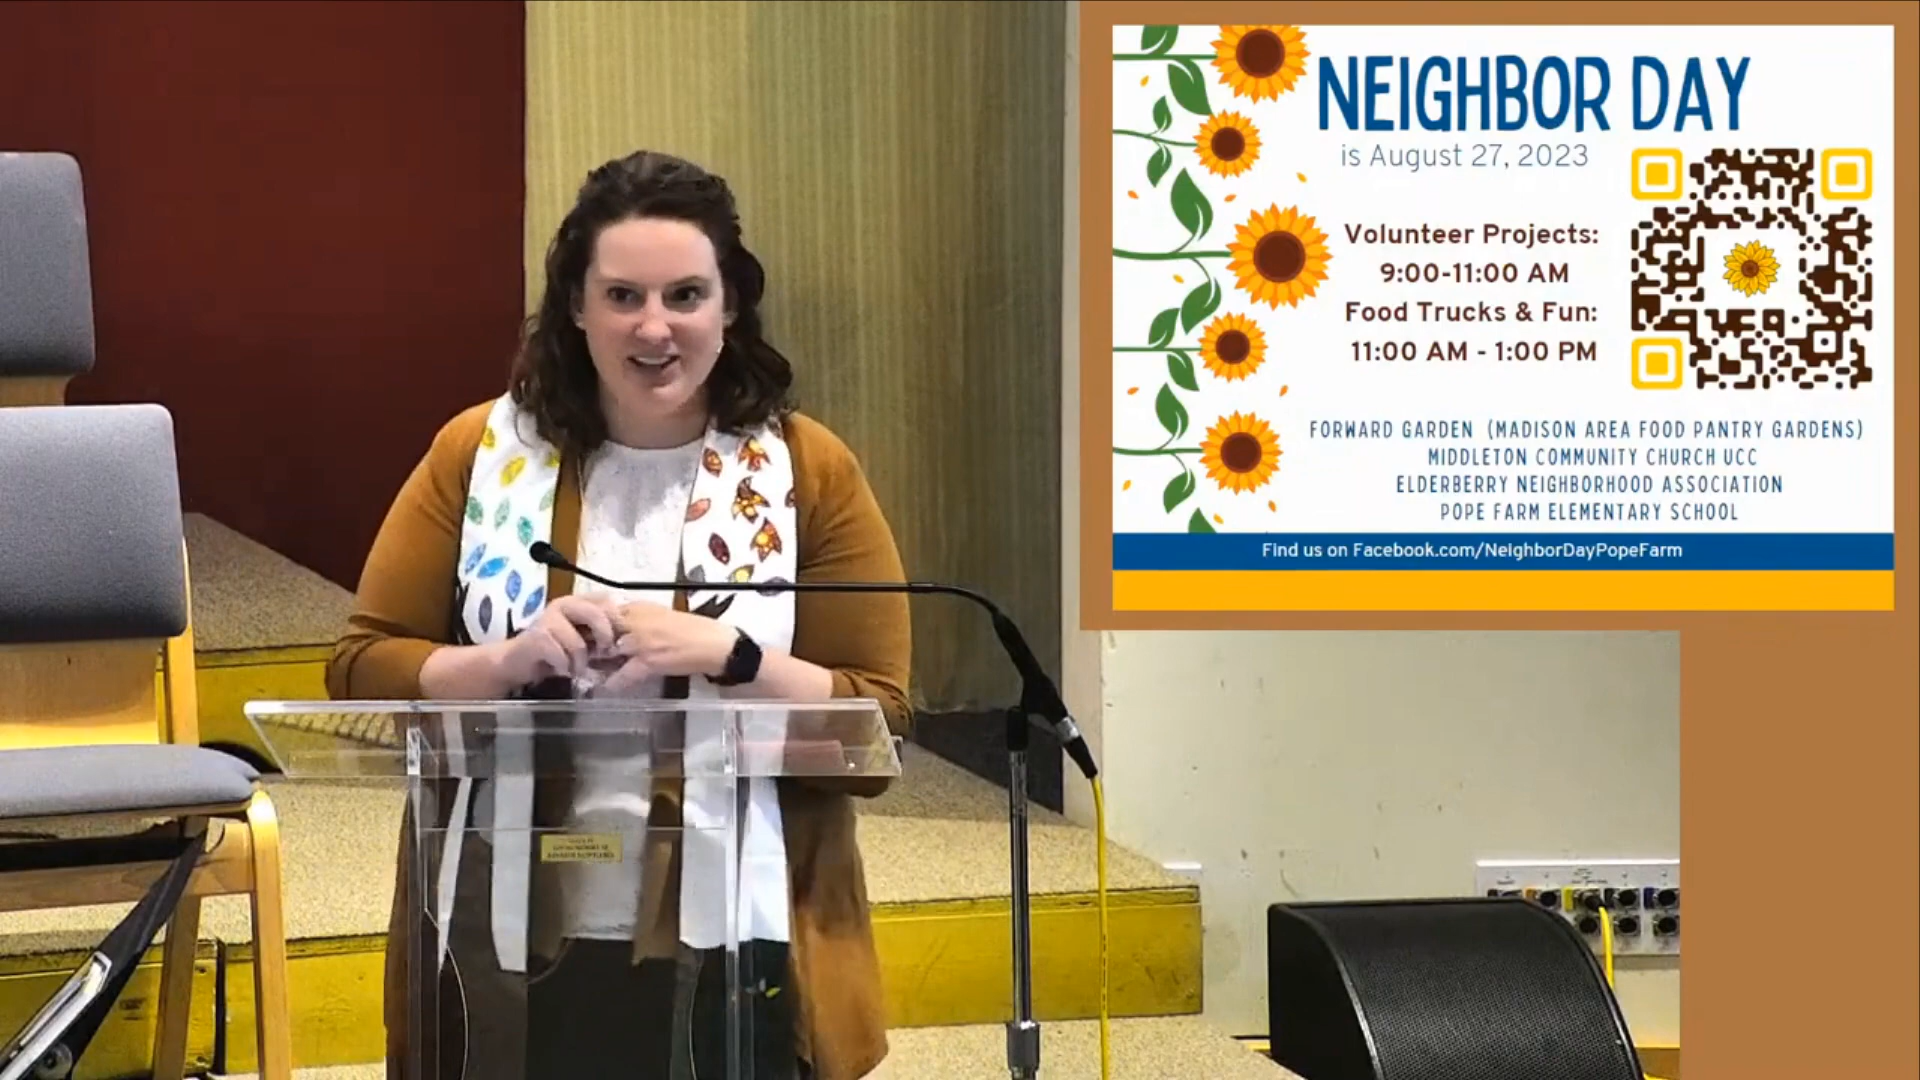 NEIGHBOR DAY
is August 27, 2023
Volunteer Projects:
9:00-11:00 AM
Food Trucks & Fun:
11:00 AM - 1:00 PM
FORWARD GARDEN (MADISON AREA FOOD PANTRY GARDENS)
MIDDLETON COMMUNITY CHURCH UCC
ELDERBERRY NEIGHBORHOOD ASSOCIATION
POPE FARM ELEMENTARY SCHOOL
Find us on Facebook.com/NeighborDayPopeFarm